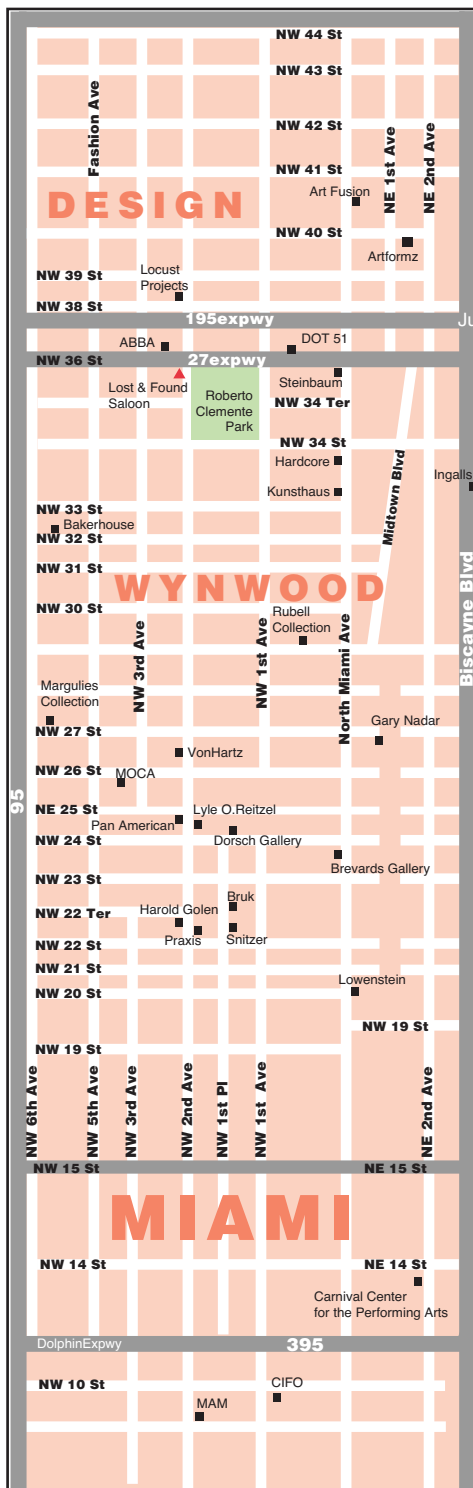 NW 44 St
NW 43 St
Fashion Ave
NW 42 St
NE 1st Ave
NE 2nd Ave
NW 41 St
DESIGN
Art Fusion
NW 40 St
Artformz
NW 39 St
Locust
Projects
NW 38 St
195expwy
Ju
ABBA
DOT 51
NW 36 St
27expwy
Lost & Found
Saloon
Roberto
Clemente
Park
Steinbaum
NW 34 Ter
NW 34 St
Hardcore
Kunsthaus
Midtown Blvd
Ingalls
NW 33 St
Bakerhouse
NW 32 St
NW 31 St
WYNWOOD
Biscayne Blvd
NW 30 St
Rubell
Collection
NW 3rd Ave
NW 1st Ave
North Miami Ave
Margulies
Collection
Gary Nadar
NW 27 St
VonHartz
NW 26 St
MOCA
95
NE 25 St
Pan American
Lyle O.Reitzel
NW 24 St
Dorsch Gallery
Brevards Gallery
NW 23 St
Bruk
NW 22 Ter
Harold Golen
Praxis
Snitzer
NW 22 St
NW 21 St
Lowenstein
NW 20 St
NW 19 St
NW 19 St
NW 6th Ave
NW 5th Ave
NW 3rd Ave
NW 2nd Ave
NW 1st Pl
NW 1st Ave
NE 2nd Ave
NW 15 St
NE 15 St
MIAMI
NW 14 St
NE 14 St
Carnival Center
for the Performing Arts
DolphinExpwy
395
NW 10 St
CIFO
MAM